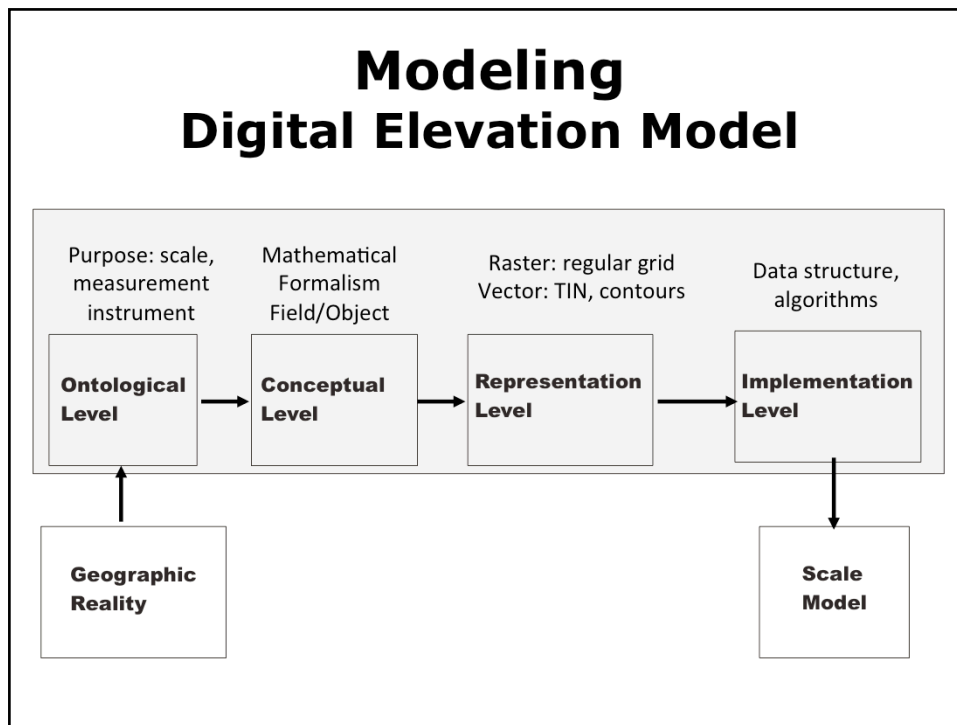 Modeling
Digital Elevation Model
Purpose: scale,
measurement
instrument
Mathematical
Formalism
Field/Object
Raster: regular grid
Vector: TIN, contours
Data structure,
algorithms
Ontological
Level
Conceptual
Level
Representation
Level
Implementation
Level
Geographic
Reality
Scale
Model